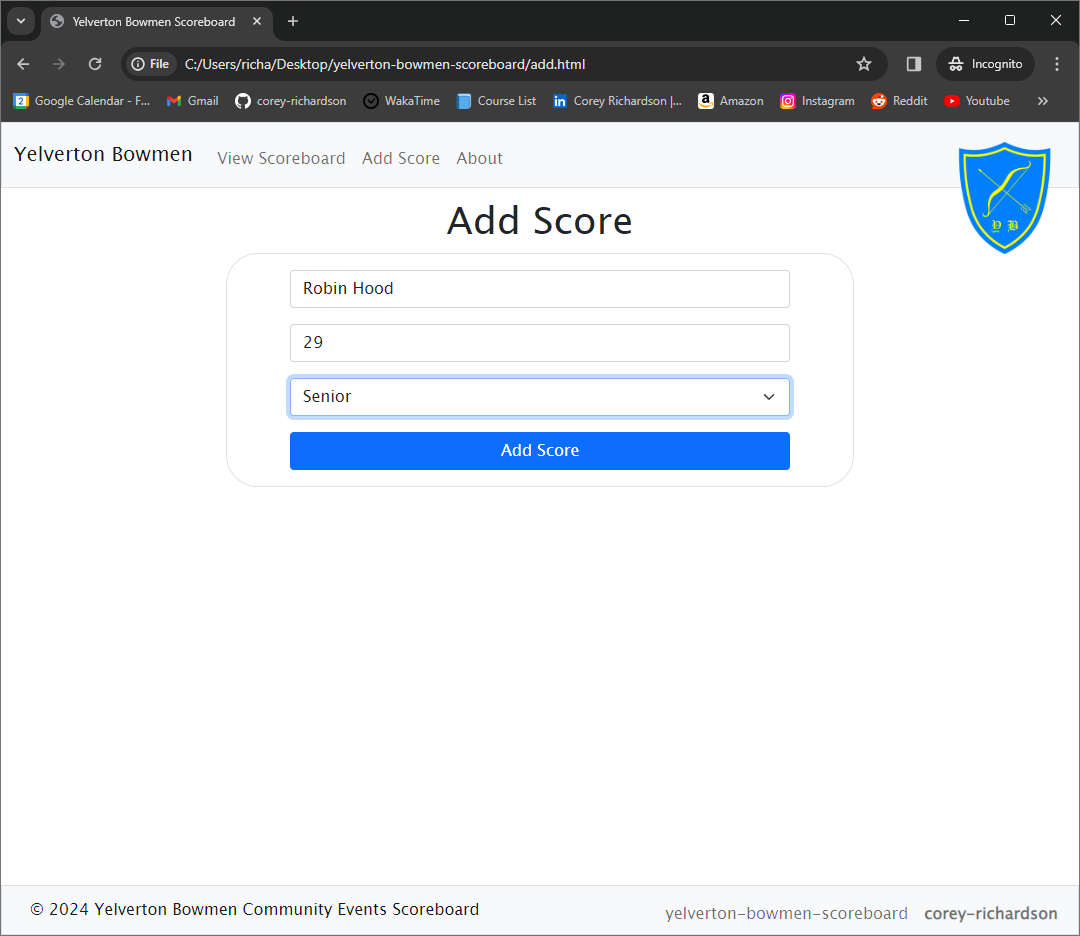 Yelverton Bowmen Scoreboard
File C:/Users/richa/Desktop/yelverton-bowmen-scoreboard/add.html Incognito
Google Calendar - F... Gmail corey-richardson WakaTime Course List Corey Richardson |... Amazon Instagram Reddit Youtube
Yelverton Bowmen View Scoreboard Add Score About
Y B
Add Score
Robin Hood
29
Senior
Add Score
© 2024 Yelverton Bowmen Community Events Scoreboard
yelverton-bowmen-scoreboard corey-richardson